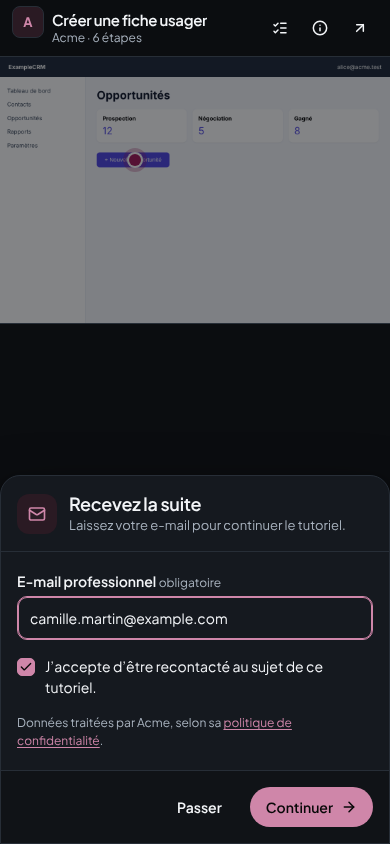 A
Créer une fiche usager
Acme · 6 étapes
ExampleCRM
alice@acme.test
Tableau de bord
Contacts
Opportunités
Rapports
Paramètres
Opportunités
Prospection
12
Négociation
5
Gagné
8
Recevez la suite
Laissez votre e-mail pour continuer le tutoriel.
E-mail professionnel obligatoire
camille.martin@example.com
J’accepte d’être recontacté au sujet de ce
tutoriel.
Données traitées par Acme, selon sa politique de
confidentialité.
Passer
Continuer